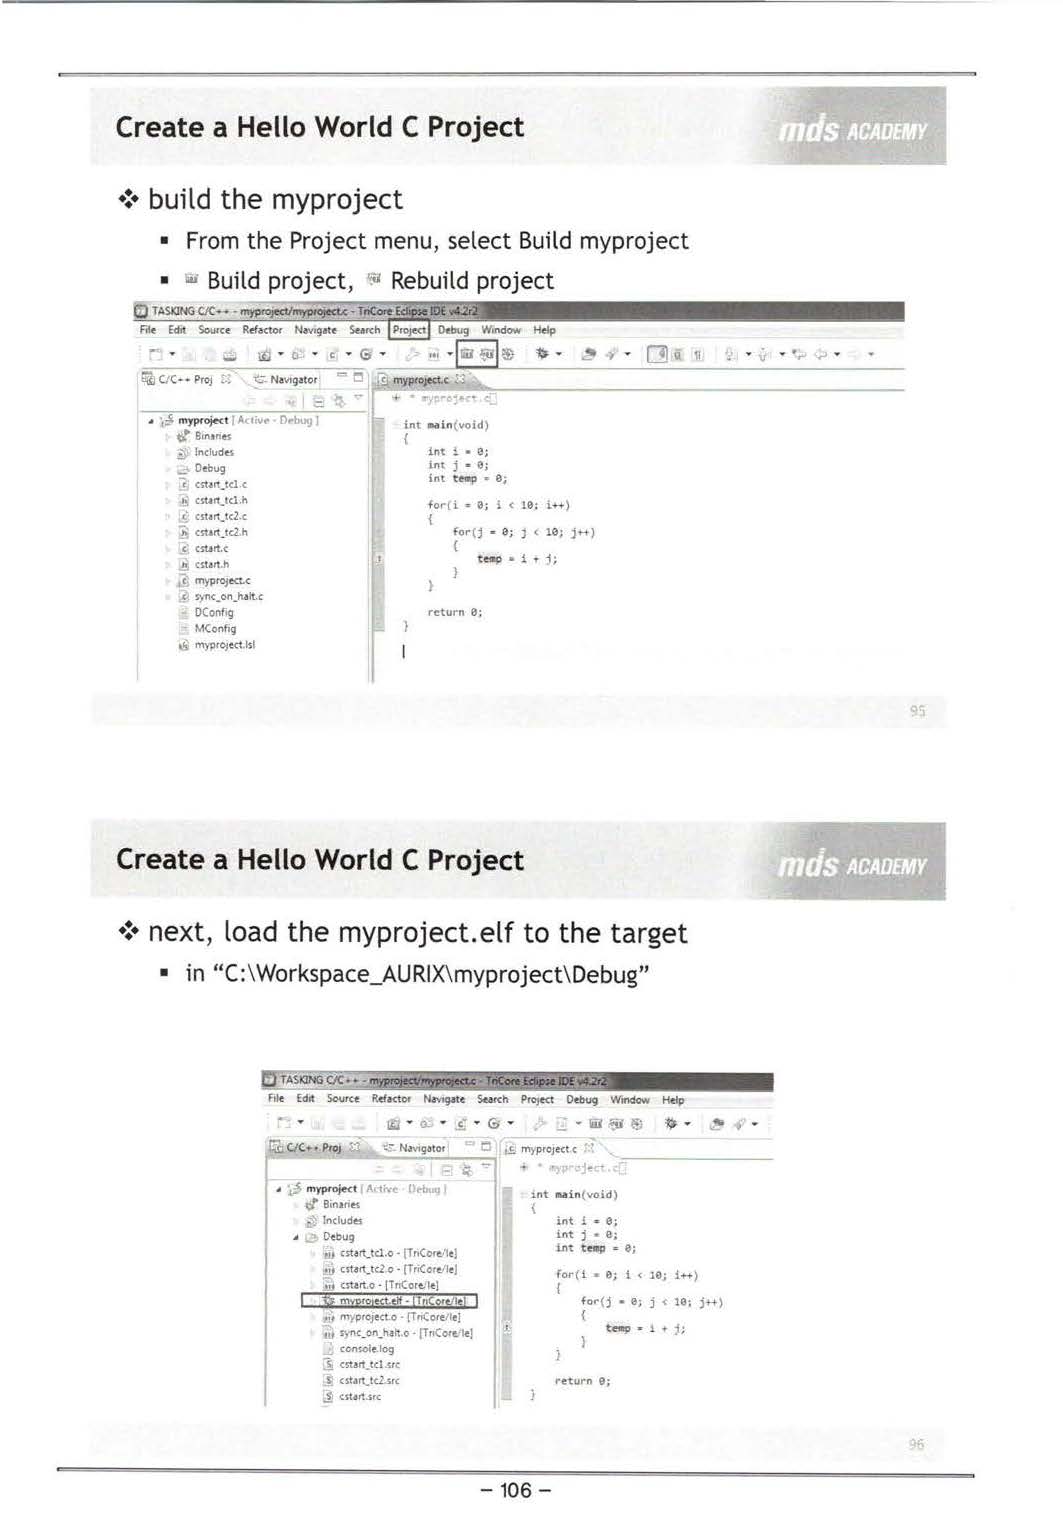 Create a Hello World C Project
mds ACADEMY
❖ build the myproject
▪ From the Project menu, select Build myproject
▪ Build project, Rebuild project
TASKING C/C++ - myproject/myproject.c - TriCore Eclipse IDE v4.2r2
File Edit Source Refactor Navigate Search Project Debug Window Help
C/C++ Proj Navigator myproject.c
* myproject.c
myproject [ Active - Debug ]
Binaries
Includes
Debug
cstart_tc1.c
cstart_tc1.h
cstart_tc2.c
cstart_tc2.h
cstart.c
cstart.h
myproject.c
sync_on_halt.c
DConfig
MConfig
myproject.lsl
int main(void)
{
int i = 0;
int j = 0;
int temp = 0;
for(i = 0; i < 10; i++)
{
for(j = 0; j < 10; j++)
{
temp = i + j;
}
}
return 0;
}
95
Create a Hello World C Project
mds ACADEMY
❖ next, load the myproject.elf to the target
▪ in “C:\Workspace_AURIX\myproject\Debug”
TASKING C/C++ - myproject/myproject.c - TriCore Eclipse IDE v4.2r2
File Edit Source Refactor Navigate Search Project Debug Window Help
C/C++ Proj Navigator myproject.c
* myproject.c
myproject [ Active - Debug ]
Binaries
Includes
Debug
cstart_tc1.o - [TriCore/le]
cstart_tc2.o - [TriCore/le]
cstart.o - [TriCore/le]
myproject.elf - [TriCore/le]
myproject.o - [TriCore/le]
sync_on_halt.o - [TriCore/le]
console.log
cstart_tc1.src
cstart_tc2.src
cstart.src
int main(void)
{
int i = 0;
int j = 0;
int temp = 0;
for(i = 0; i < 10; i++)
{
for(j = 0; j < 10; j++)
{
temp = i + j;
}
}
return 0;
}
96
– 106 –